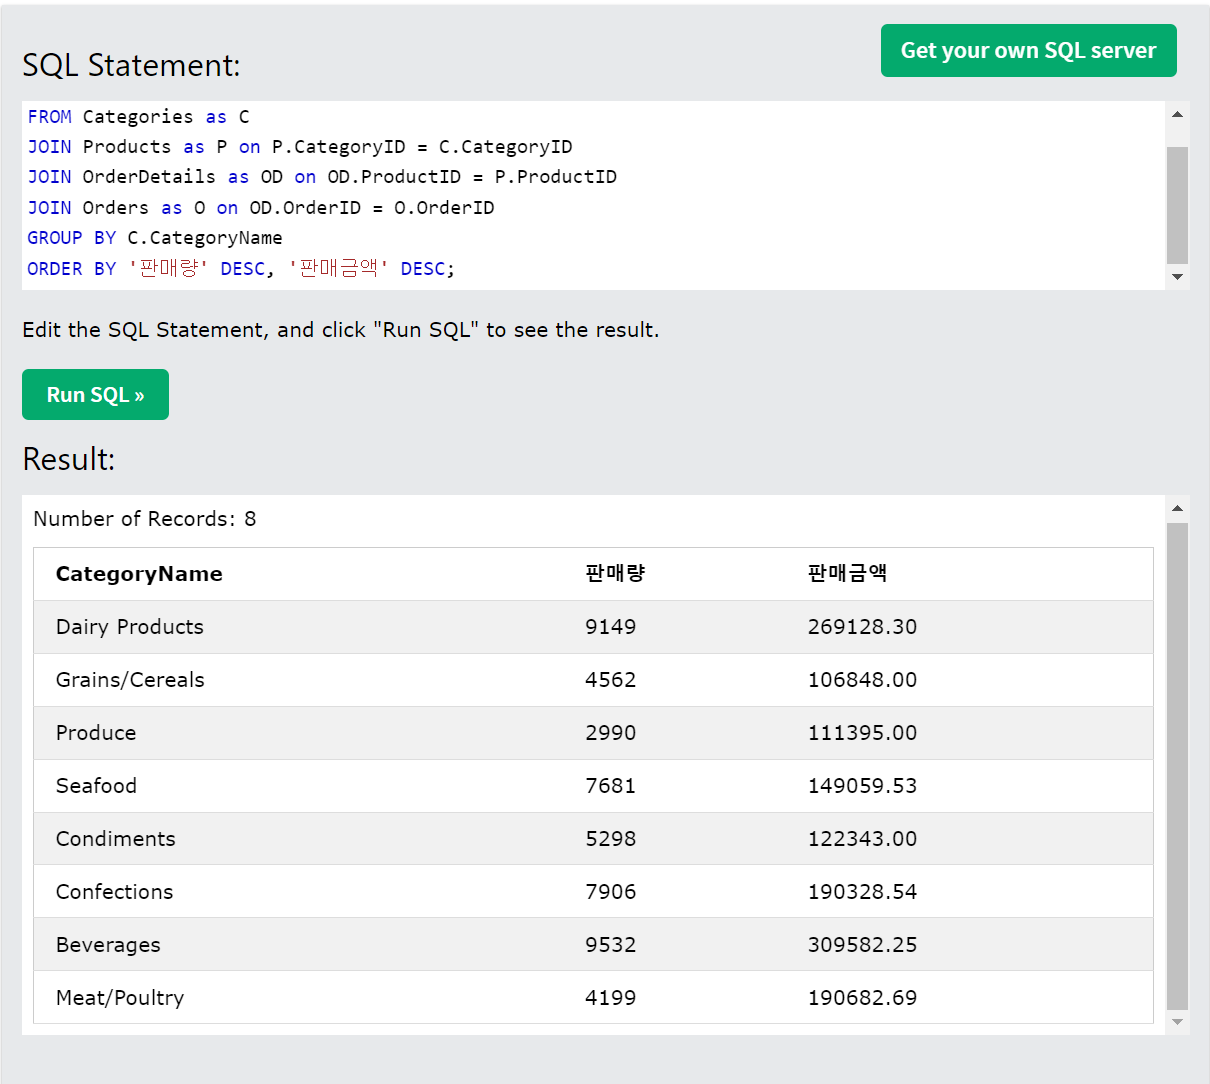 Get your own SQL server
SQL Statement:
FROM Categories as C
JOIN Products as P on P.CategoryID = C.CategoryID
JOIN OrderDetails as OD on OD.ProductID = P.ProductID
JOIN Orders as O on OD.OrderID = O.OrderID
GROUP BY C.CategoryName
ORDER BY '판매량' DESC, '판매금액' DESC;
Edit the SQL Statement, and click "Run SQL" to see the result.
Run SQL »
Result:
Number of Records: 8
CategoryName 판매량 판매금액
Dairy Products 9149 269128.30
Grains/Cereals 4562 106848.00
Produce 2990 111395.00
Seafood 7681 149059.53
Condiments 5298 122343.00
Confections 7906 190328.54
Beverages 9532 309582.25
Meat/Poultry 4199 190682.69